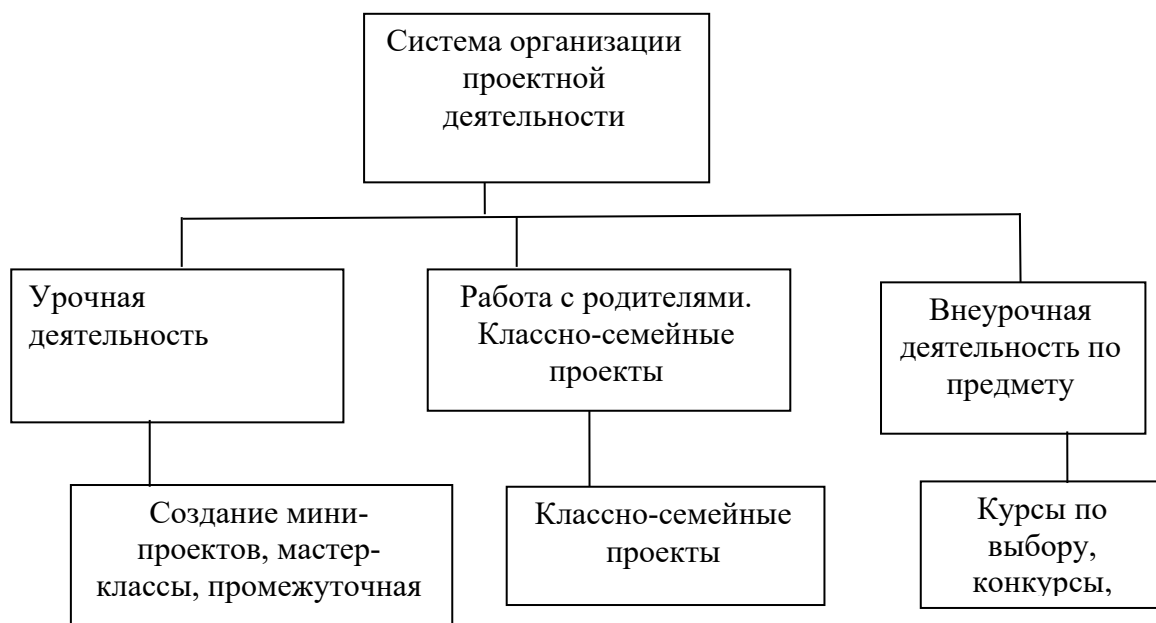 Система организации
проектной
деятельности
Урочная
деятельность
Работа с родителями.
Классно-семейные
проекты
Внеурочная
деятельность по
предмету
Создание мини-
проектов, мастер-
классы, промежуточная
Классно-семейные
проекты
Курсы по
выбору,
конкурсы,